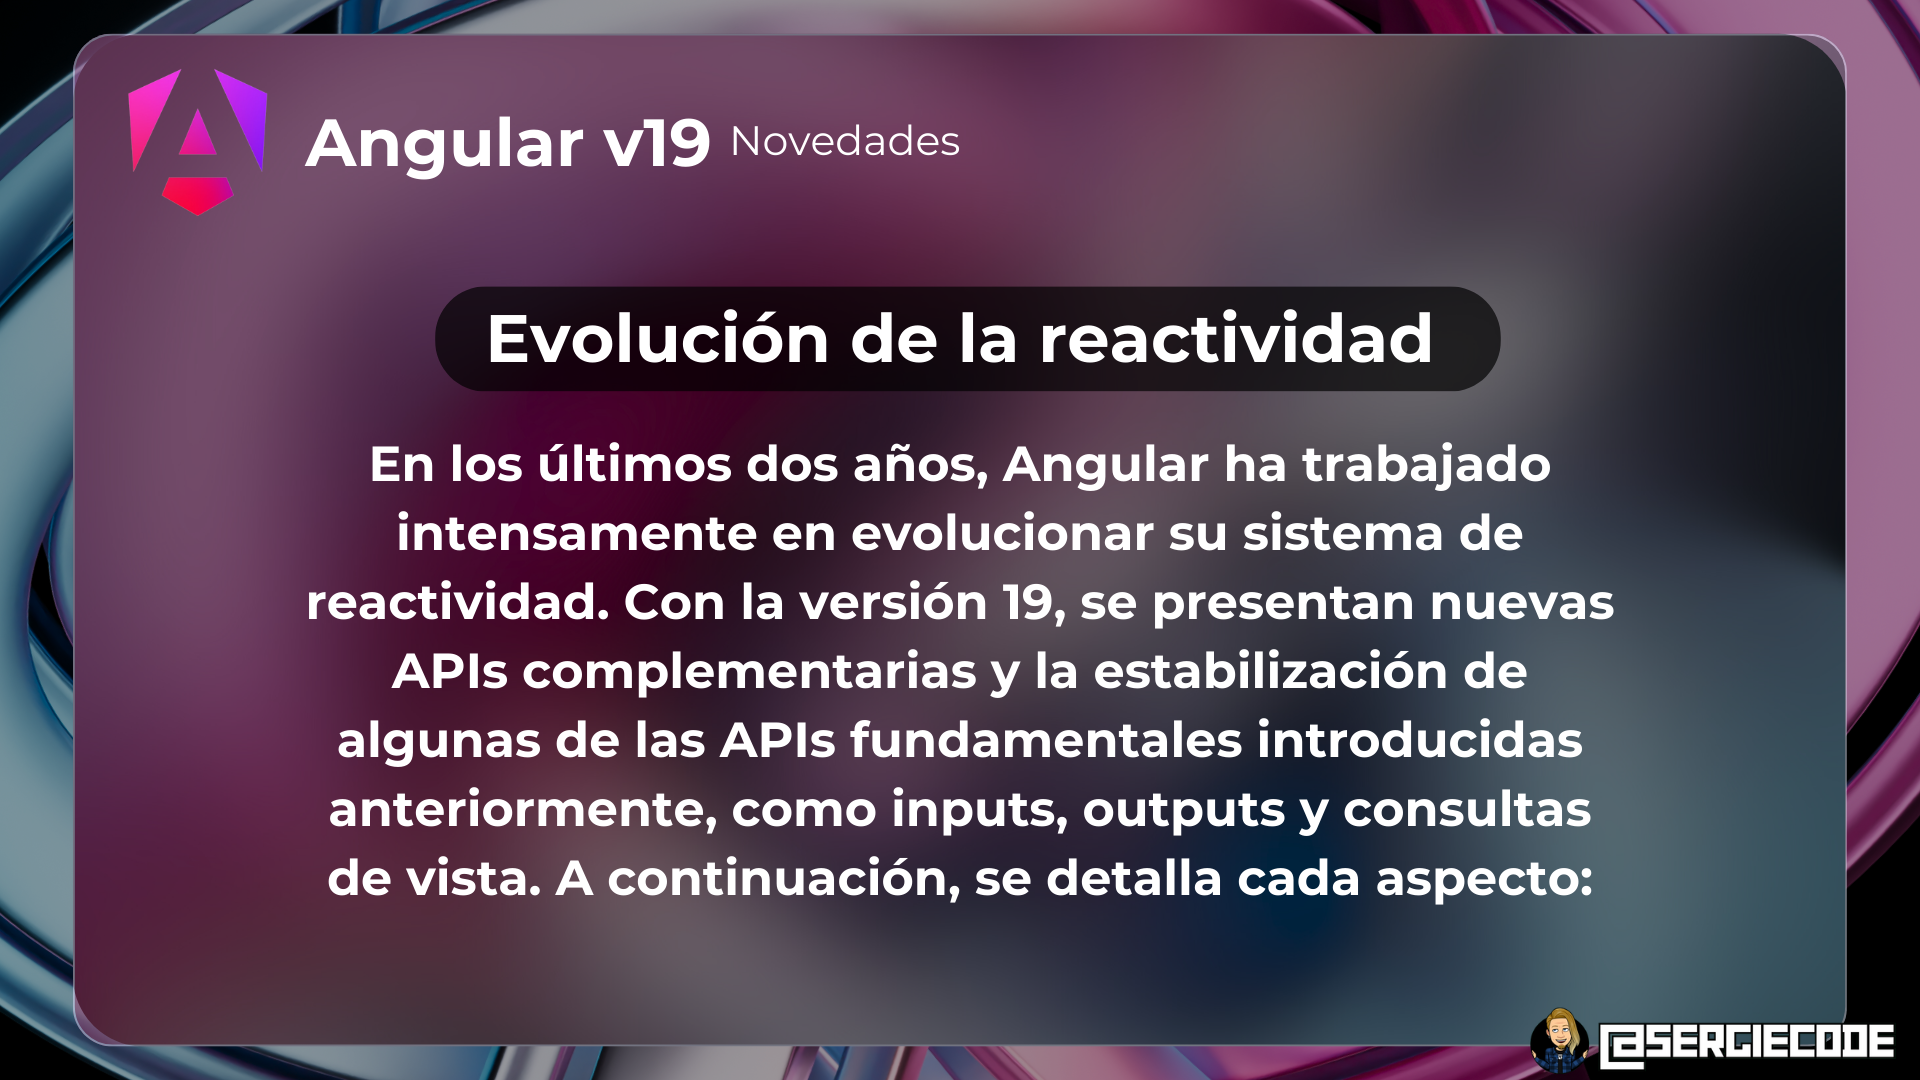 Angular v19 Novedades
Evolución de la reactividad
En los últimos dos años, Angular ha trabajado
intensamente en evolucionar su sistema de
reactividad. Con la versión 19, se presentan nuevas
APIs complementarias y la estabilización de
algunas de las APIs fundamentales introducidas
anteriormente, como inputs, outputs y consultas
de vista. A continuación, se detalla cada aspecto:
@SERGIECODE